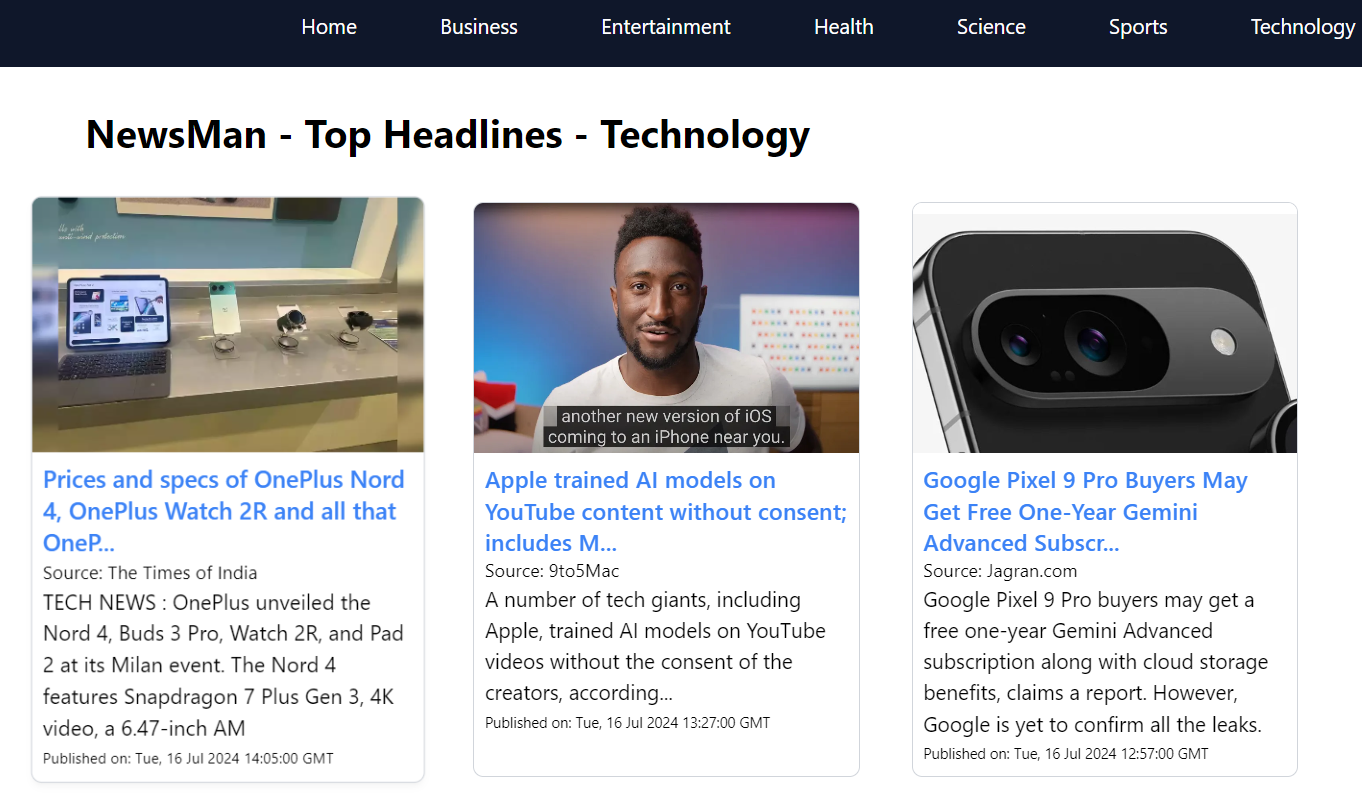 Home Business Entertainment Health Science Sports Technology
NewsMan - Top Headlines - Technology
another new version of iOS
coming to an iPhone near you.
Prices and specs of OnePlus Nord
4, OnePlus Watch 2R and all that
OneP...
Source: The Times of India
TECH NEWS : OnePlus unveiled the
Nord 4, Buds 3 Pro, Watch 2R, and Pad
2 at its Milan event. The Nord 4
features Snapdragon 7 Plus Gen 3, 4K
video, a 6.47-inch AM
Published on: Tue, 16 Jul 2024 14:05:00 GMT
Apple trained AI models on
YouTube content without consent;
includes M...
Source: 9to5Mac
A number of tech giants, including
Apple, trained AI models on YouTube
videos without the consent of the
creators, according...
Published on: Tue, 16 Jul 2024 13:27:00 GMT
Google Pixel 9 Pro Buyers May
Get Free One-Year Gemini
Advanced Subscr...
Source: Jagran.com
Google Pixel 9 Pro buyers may get a
free one-year Gemini Advanced
subscription along with cloud storage
benefits, claims a report. However,
Google is yet to confirm all the leaks.
Published on: Tue, 16 Jul 2024 12:57:00 GMT